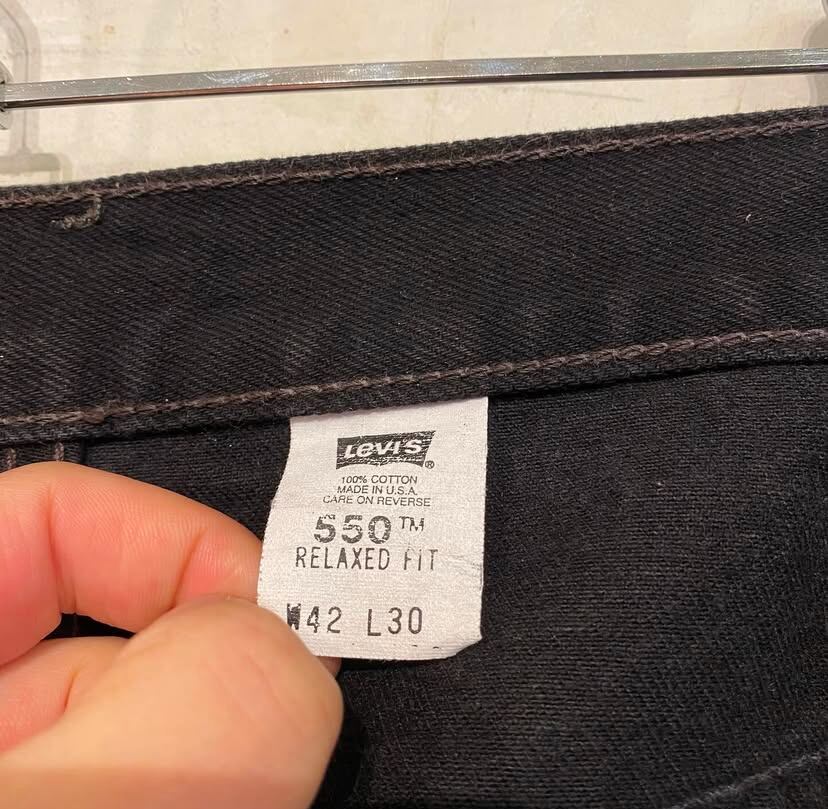 LEVI'S®
100% COTTON
MADE IN U.S.A.
CARE ON REVERSE
550™
RELAXED FIT
W42 L30